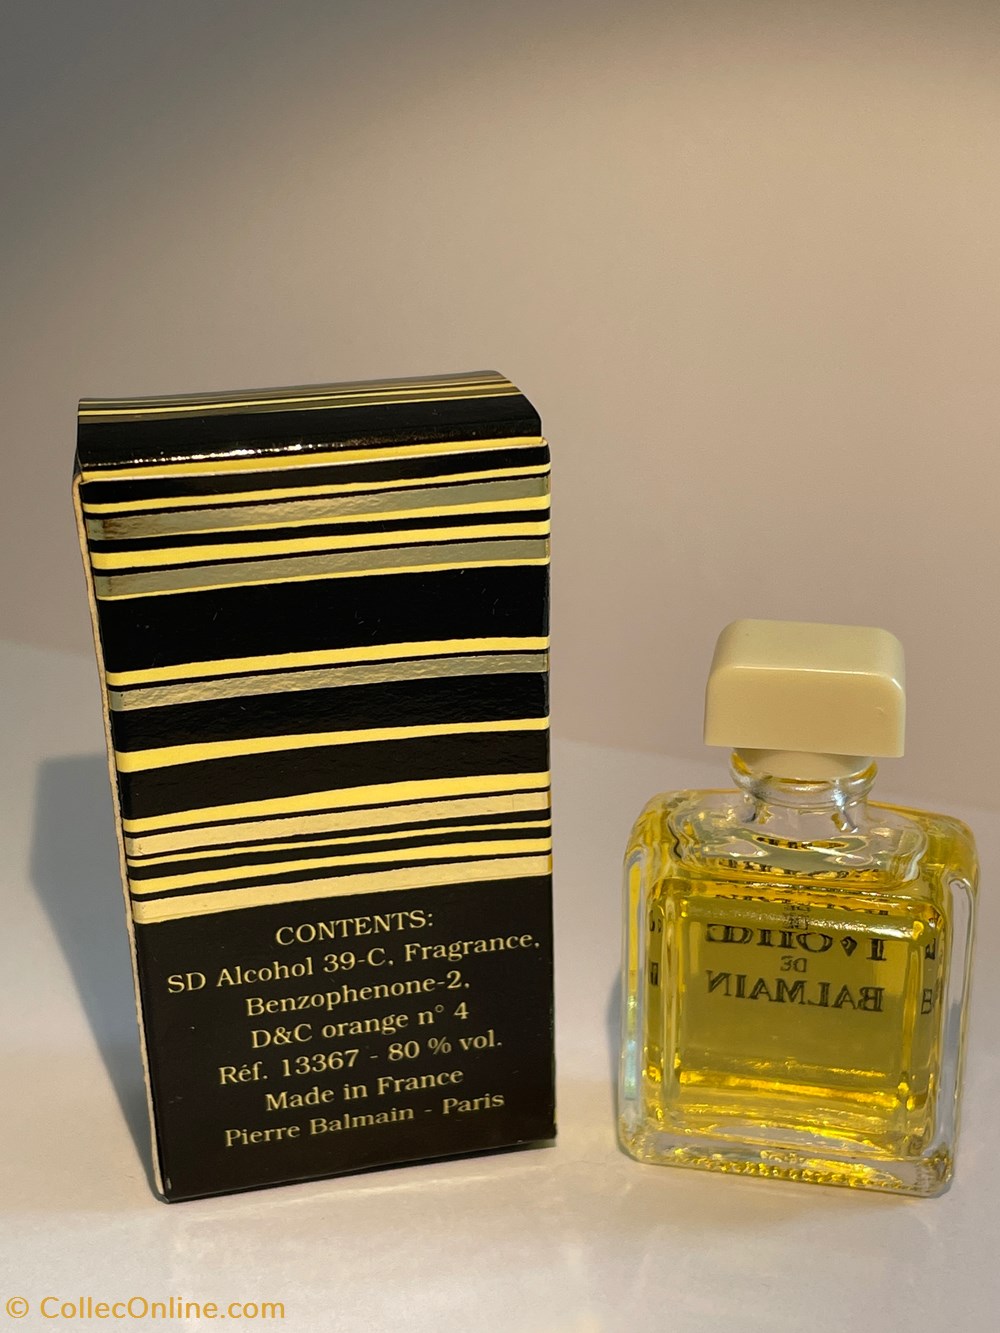 CONTENTS:
SD Alcohol 39-C, Fragrance,
Benzophenone-2,
D&C orange n° 4
Réf. 13367 - 80 % vol.
Made in France
Pierre Balmain - Paris
IVOIRE
DE
BALMAIN
© CollecOnline.com